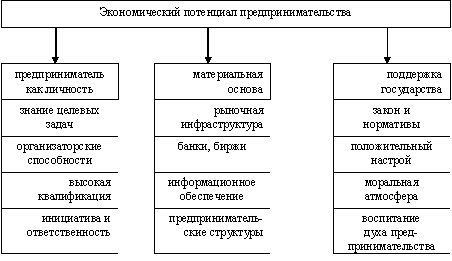 Экономический потенциал предпринимательства
предприниматель
как личность
знание целевых
задач
организаторские
способности
высокая
квалификация
инициатива и
ответственность
материальная
основа
рыночная
инфраструктура
банки, биржи
информационное
обеспечение
предприниматель-
ские структуры
поддержка
государства
закон и
нормативы
положительный
настрой
моральная
атмосфера
воспитание
духа пред-
принимательства